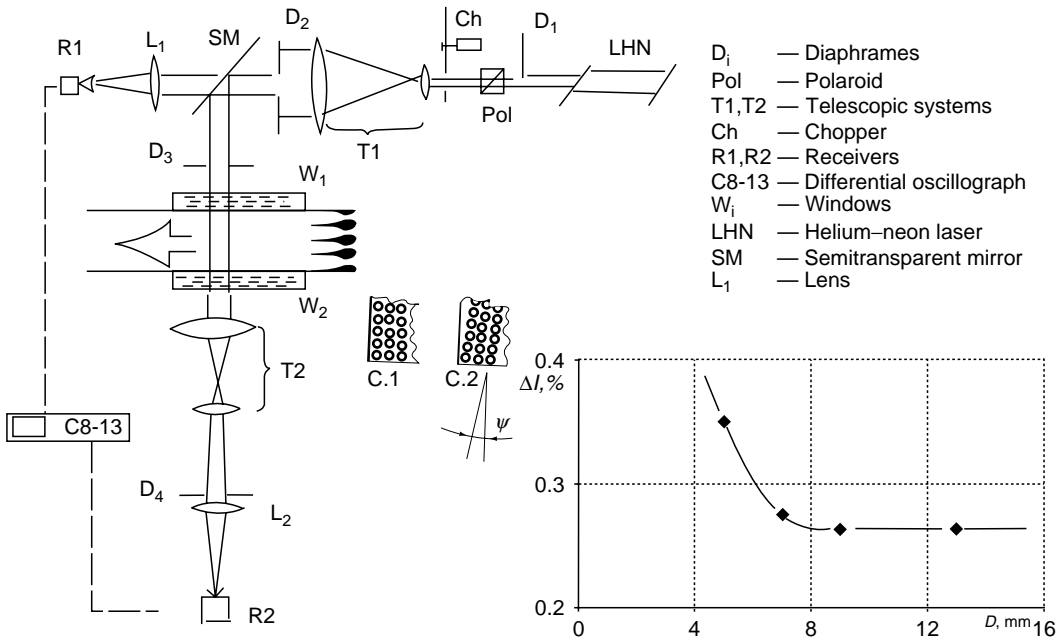 R1
L1
SM
D2
Ch
D1
LHN
Pol
T1
D3
W1
W2
T2
C.1
C.2
ψ
C8-13
D4
L2
R2
Di — Diaphrames
Pol — Polaroid
T1,T2 — Telescopic systems
Ch — Chopper
R1,R2 — Receivers
C8-13 — Differential oscillograph
Wi — Windows
LHN — Helium–neon laser
SM — Semitransparent mirror
L1 — Lens
0.4
ΔI, %
0.3
0.2
0 4 8 12 D, mm 16